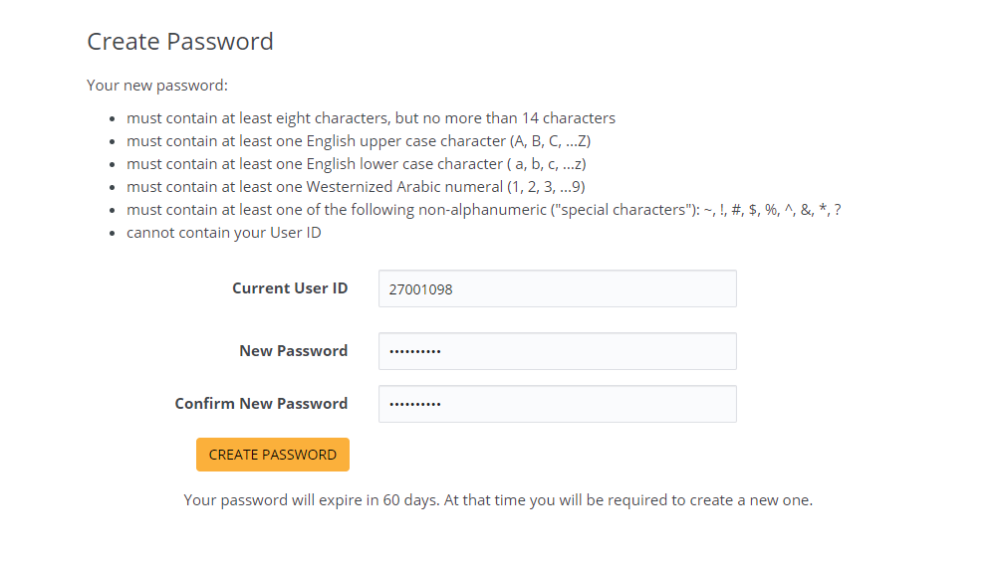 Create Password
Your new password:
• must contain at least eight characters, but no more than 14 characters
• must contain at least one English upper case character (A, B, C, ...Z)
• must contain at least one English lower case character ( a, b, c, ...z)
• must contain at least one Westernized Arabic numeral (1, 2, 3, ...9)
• must contain at least one of the following non-alphanumeric ("special characters"): ~, !, #, $, %, ^, &, *, ?
• cannot contain your User ID
Current User ID 27001098
New Password ••••••••••
Confirm New Password ••••••••••
CREATE PASSWORD
Your password will expire in 60 days. At that time you will be required to create a new one.